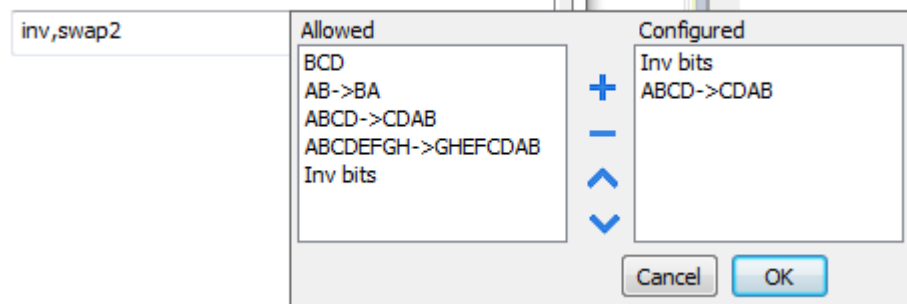 inv,swap2
Allowed
BCD
AB->BA
ABCD->CDAB
ABCDEFGH->GHEFCDAB
Inv bits
Configured
Inv bits
ABCD->CDAB
Cancel
OK